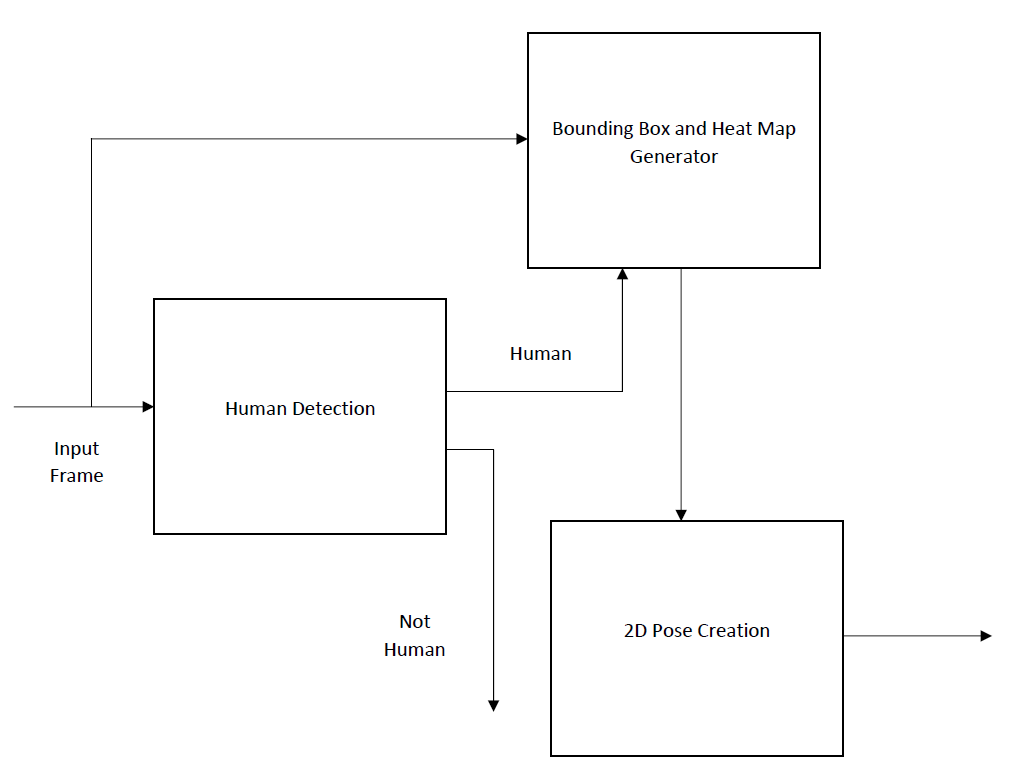 Bounding Box and Heat Map
Generator
Human
Human Detection
Input
Frame
Not
Human
2D Pose Creation